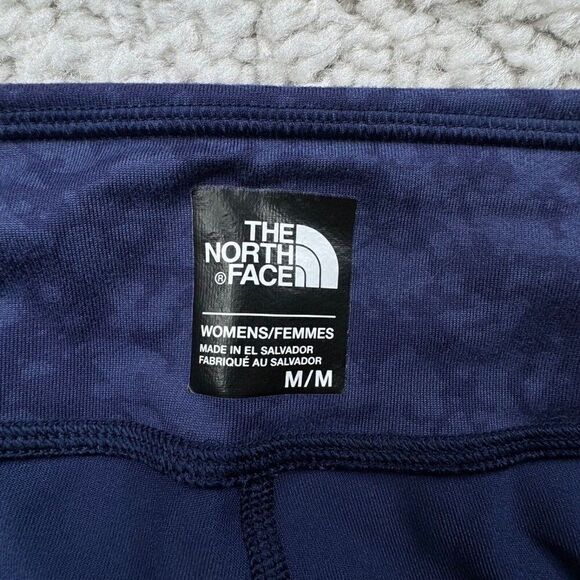 THE
NORTH
® FACE
WOMENS/FEMMES
MADE IN EL SALVADOR
FABRIQUÉ AU SALVADOR
M/M